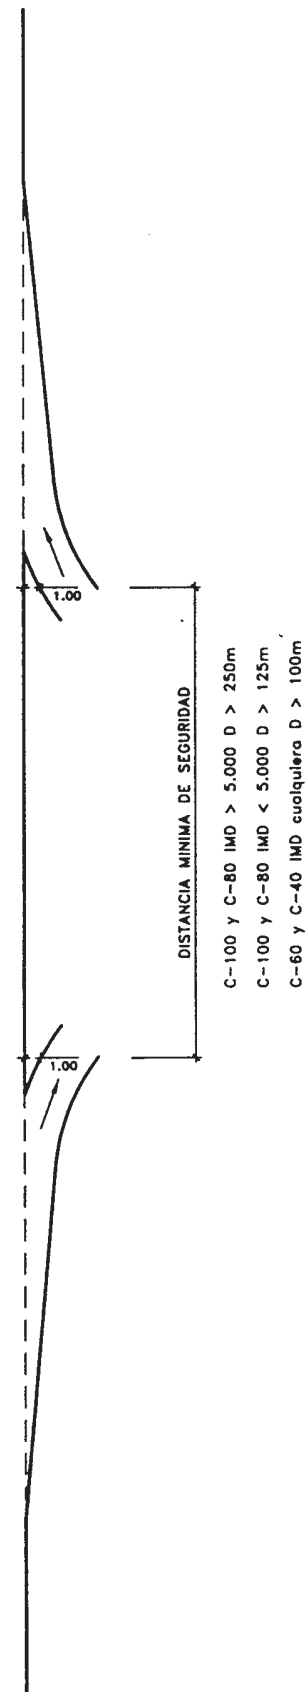 1.00
1.00
DISTANCIA MINIMA DE SEGURIDAD
C-100 y C-80 IMD > 5.000 D > 250m
C-100 y C-80 IMD < 5.000 D > 125m
C-60 y C-40 IMD cualquiera D > 100m